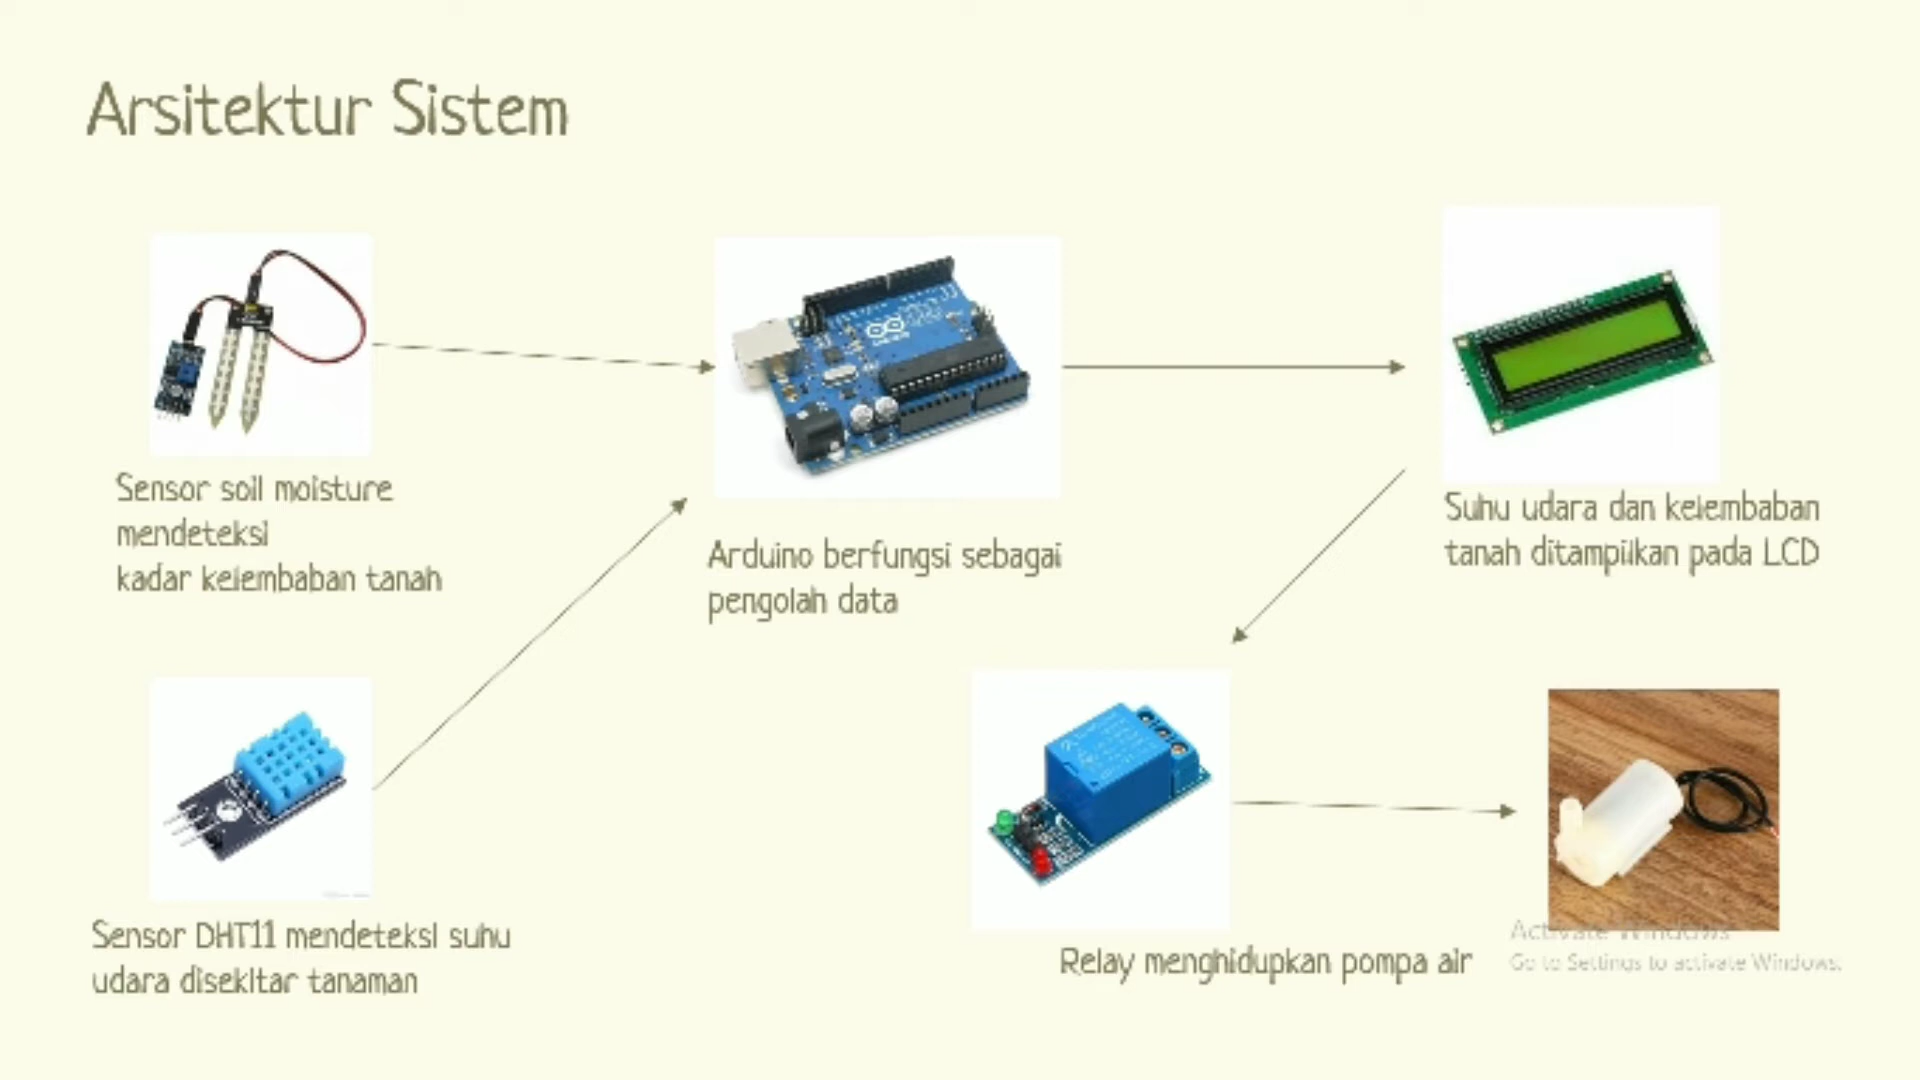 Arsitektur Sistem
Sensor soil moisture
mendeteksi
kadar kelembaban tanah
Arduino berfungsi sebagai
pengolah data
Suhu udara dan kelembaban
tanah ditampilkan pada LCD
Sensor DHT11 mendeteksi suhu
udara disekitar tanaman
Relay menghidupkan pompa air
Activate Windows
Go to Settings to activate Windows.